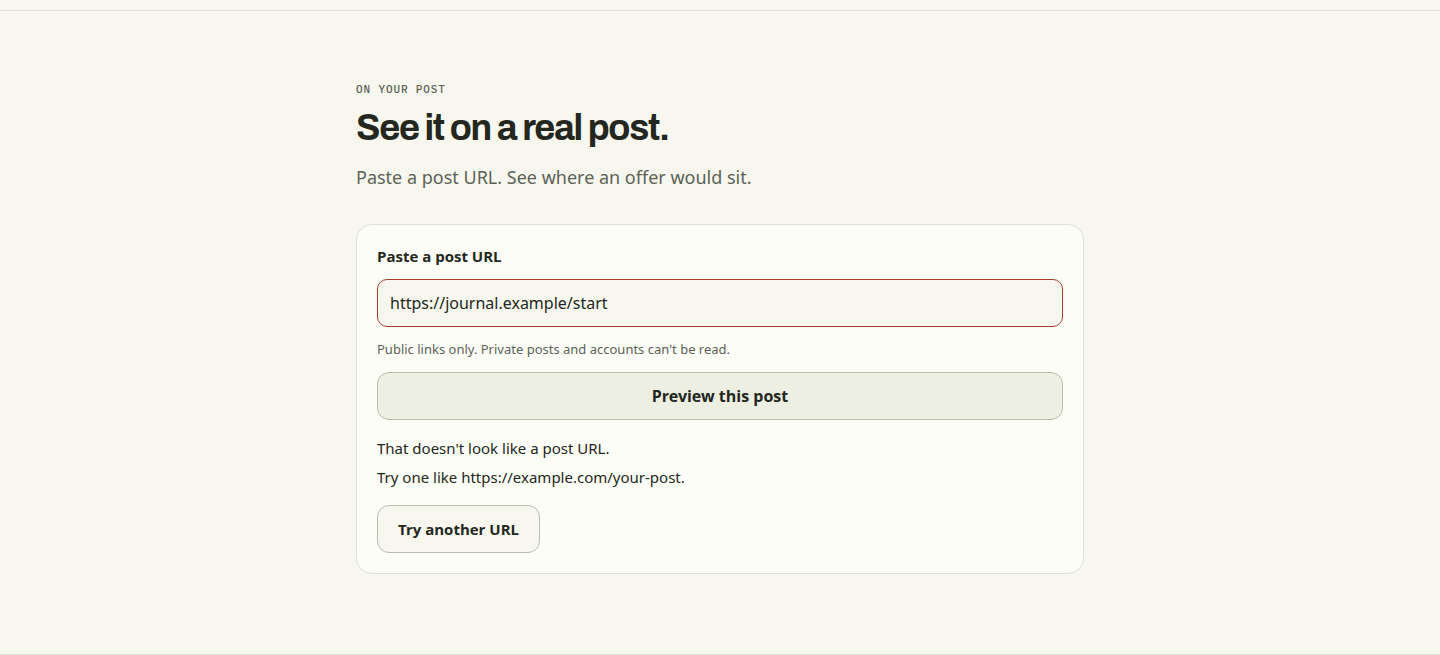 ON YOUR POST
See it on a real post.
Paste a post URL. See where an offer would sit.
Paste a post URL
https://journal.example/start
Public links only. Private posts and accounts can't be read.
Preview this post
That doesn't look like a post URL.
Try one like https://example.com/your-post.
Try another URL